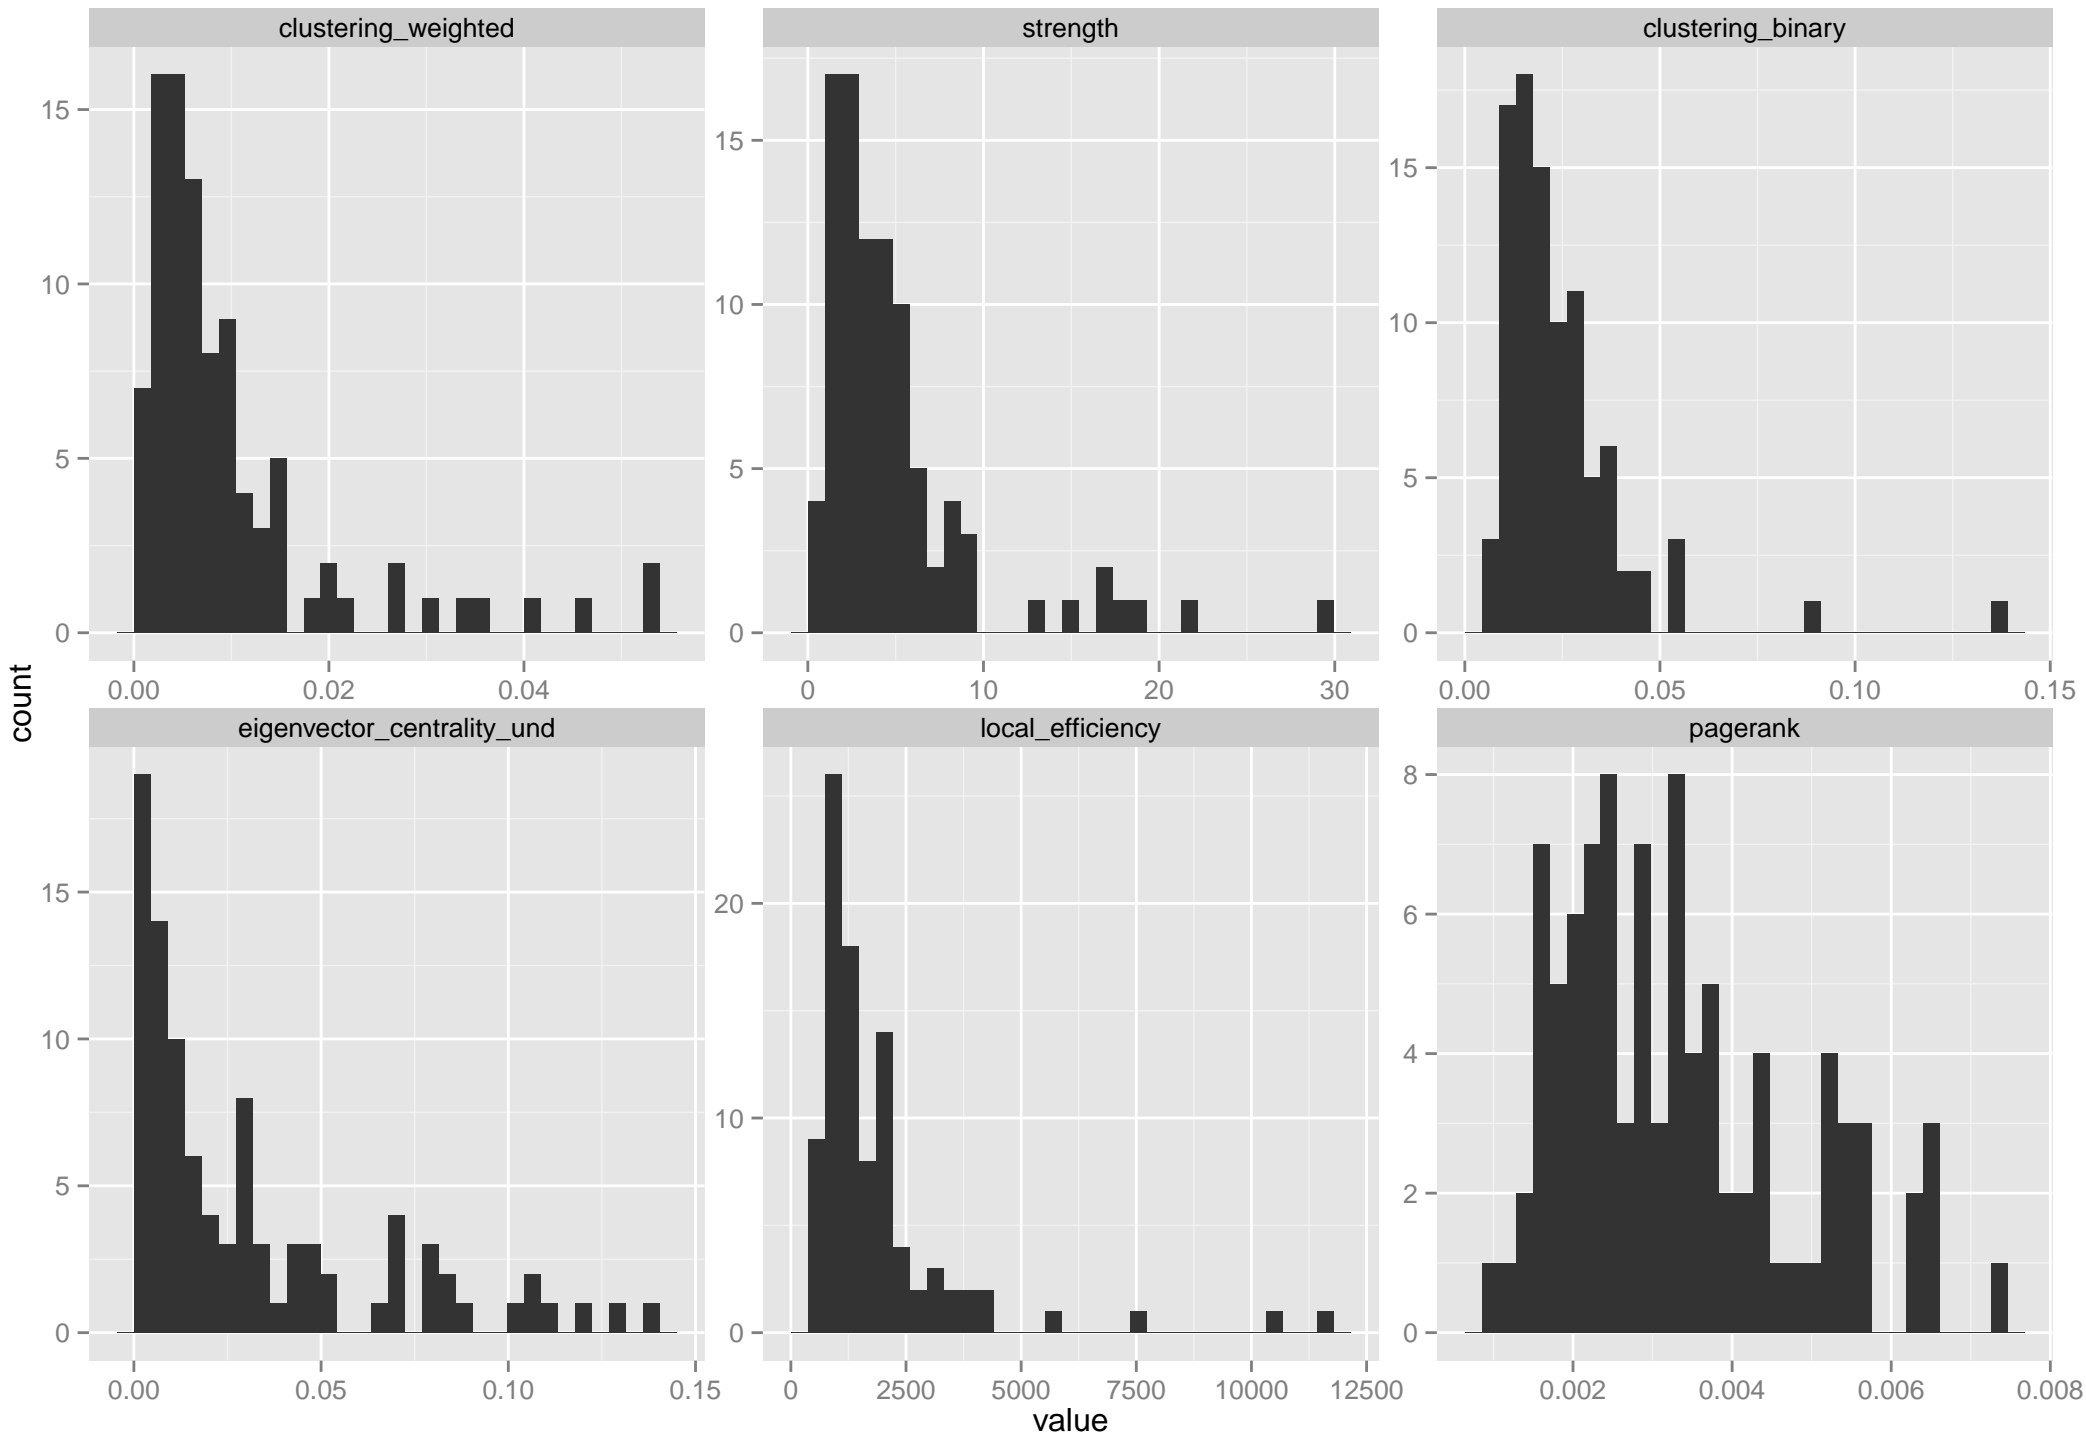 clustering_weighted
strength
clustering_binary
15
10
5
0
15
10
5
0
15
10
5
0
0.00 0.02 0.04
0 10 20 30
0.00 0.05 0.10 0.15
count
eigenvector_centrality_und
local_efficiency
pagerank
15
10
5
0
20
10
0
8
6
4
2
0
0.00 0.05 0.10 0.15
0 2500 5000 7500 10000 12500
0.002 0.004 0.006 0.008
value